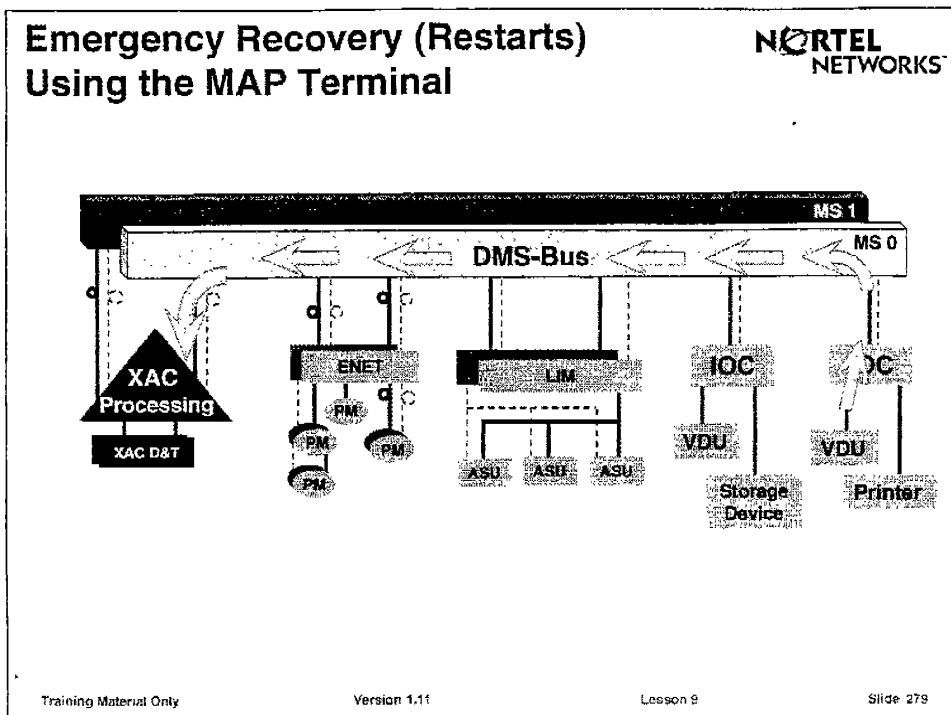 Emergency Recovery (Restarts)
Using the MAP Terminal
NORTEL
NETWORKS
MS 1
MS 0
DMS-Bus
XAC
Processing
XAC D&T
ENET
PM
PM
PM
PM
LIM
ASU
ASU
ASU
IOC
VDU
Storage
Device
OC
VDU
Printer
Training Material Only
Version 1.11
Lesson 9
Slide 279